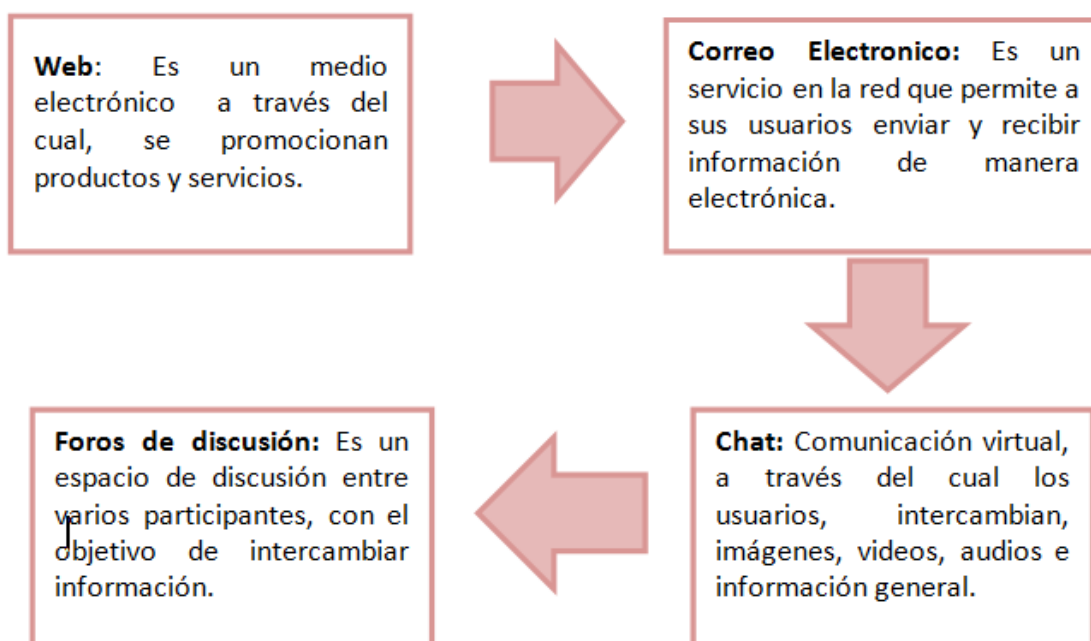 Web: Es un medio
electrónico a través del
cual, se promocionan
productos y servicios.
Correo Electronico: Es un
servicio en la red que permite a
sus usuarios enviar y recibir
información de manera
electrónica.
Chat: Comunicación virtual,
a través del cual los
usuarios, intercambian,
imágenes, videos, audios e
información general.
Foros de discusión: Es un
espacio de discusión entre
varios participantes, con el
objetivo de intercambiar
información.